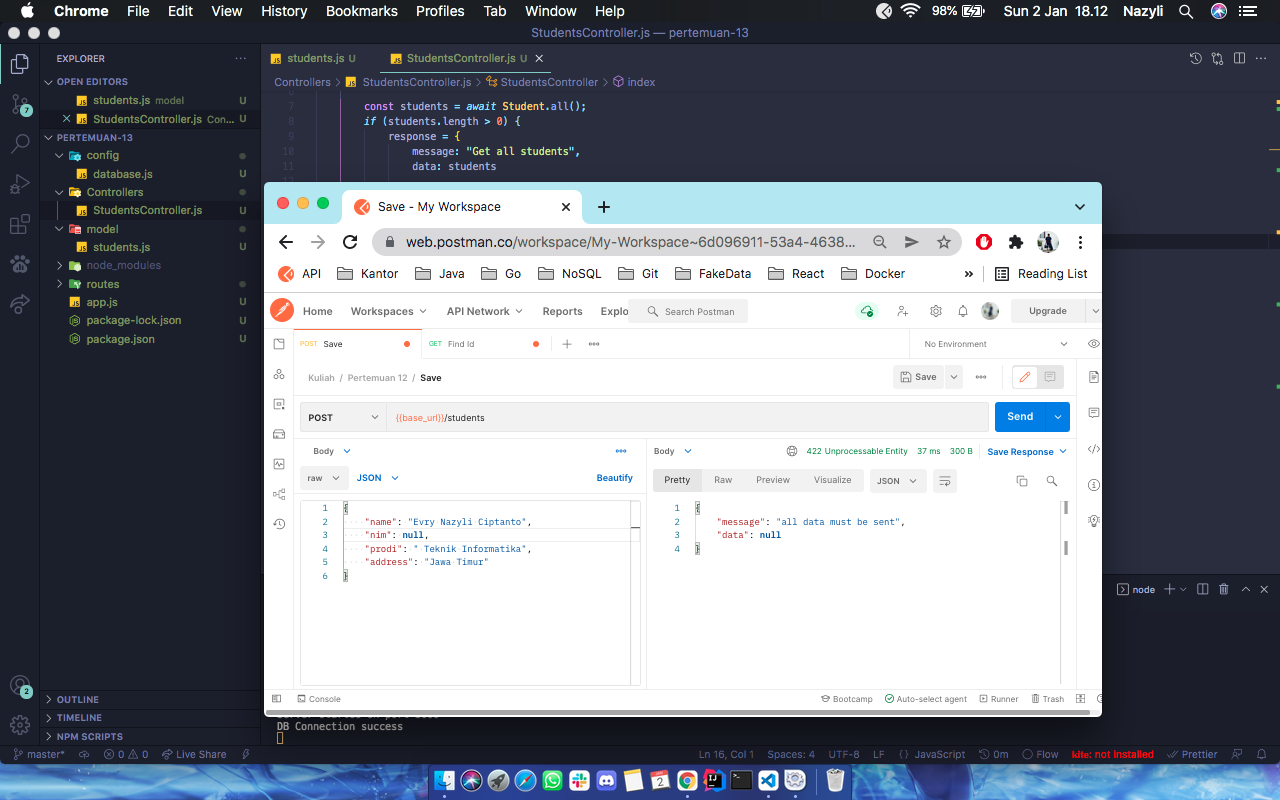 Chrome File Edit View History Bookmarks Profiles Tab Window Help 98% Sun 2 Jan 18.12 Nazyli
StudentsController.js — pertemuan-13
EXPLORER
OPEN EDITORS
students.js model U
StudentsController.js Con... U
PERTEMUAN-13
config
database.js U
Controllers
StudentsController.js U
model
students.js U
node_modules
routes
app.js U
package-lock.json U
package.json U
OUTLINE
TIMELINE
NPM SCRIPTS
7
2
students.js U StudentsController.js U
Controllers > StudentsController.js > StudentsController > index
7 const students = await Student.all();
8 if (students.length > 0) {
9 response = {
10 message: "Get all students",
11 data: students
Save - My Workspace
web.postman.co/workspace/My-Workspace~6d096911-53a4-4638...
API Kantor Java Go NoSQL Git FakeData React Docker » Reading List
Home Workspaces API Network Reports Explo Search Postman Upgrade
POST Save GET Find Id No Environment
Kuliah / Pertemuan 12 / Save Save
POST {{base_url}}/students Send
Body
raw JSON Beautify
1 {
2 "name": "Evry Nazyli Ciptanto",
3 "nim": null,
4 "prodi": " Teknik Informatika",
5 "address": "Jawa Timur"
6 }
Body 422 Unprocessable Entity 37 ms 300 B Save Response
Pretty Raw Preview Visualize JSON
1 {
2 "message": "all data must be sent",
3 "data": null
4 }
Console Bootcamp Auto-select agent Runner Trash
node
DB Connection success
master* 0 0 Live Share Ln 16, Col 1 Spaces: 4 UTF-8 LF JavaScript 0m Flow kite: not installed Prettier